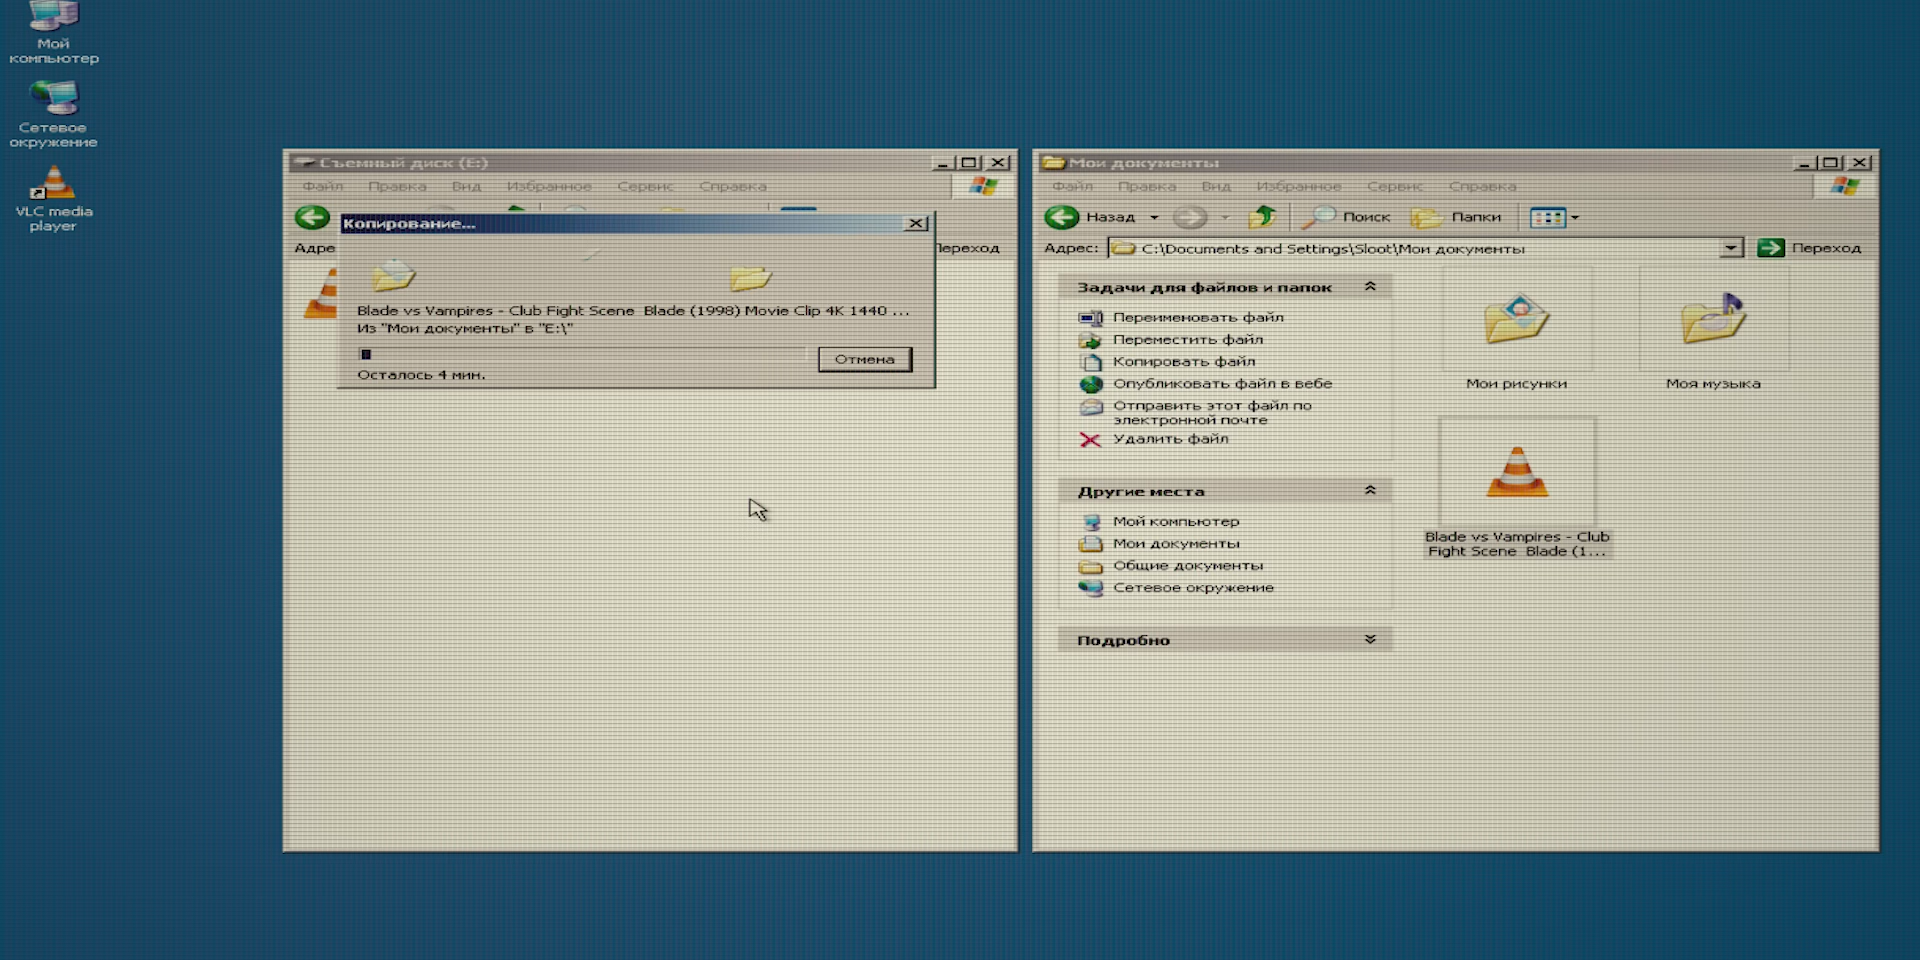 Мой
компьютер
Сетевое
окружение
VLC media
player
Съемный диск (E:)
Файл Правка Вид Избранное Сервис Справка
Адре
Переход
Копирование...
Blade vs Vampires - Club Fight Scene Blade (1998) Movie Clip 4K 1440 ...
Из "Мои документы" в "E:\"
Отмена
Осталось 4 мин.
Мои документы
Файл Правка Вид Избранное Сервис Справка
Назад Поиск Папки
Адрес: C:\Documents and Settings\Sloot\Мои документы Переход
Задачи для файлов и папок
Переименовать файл
Переместить файл
Копировать файл
Опубликовать файл в вебе
Отправить этот файл по
электронной почте
Удалить файл
Другие места
Мой компьютер
Мои документы
Общие документы
Сетевое окружение
Подробно
Мои рисунки
Моя музыка
Blade vs Vampires - Club
Fight Scene Blade (1...